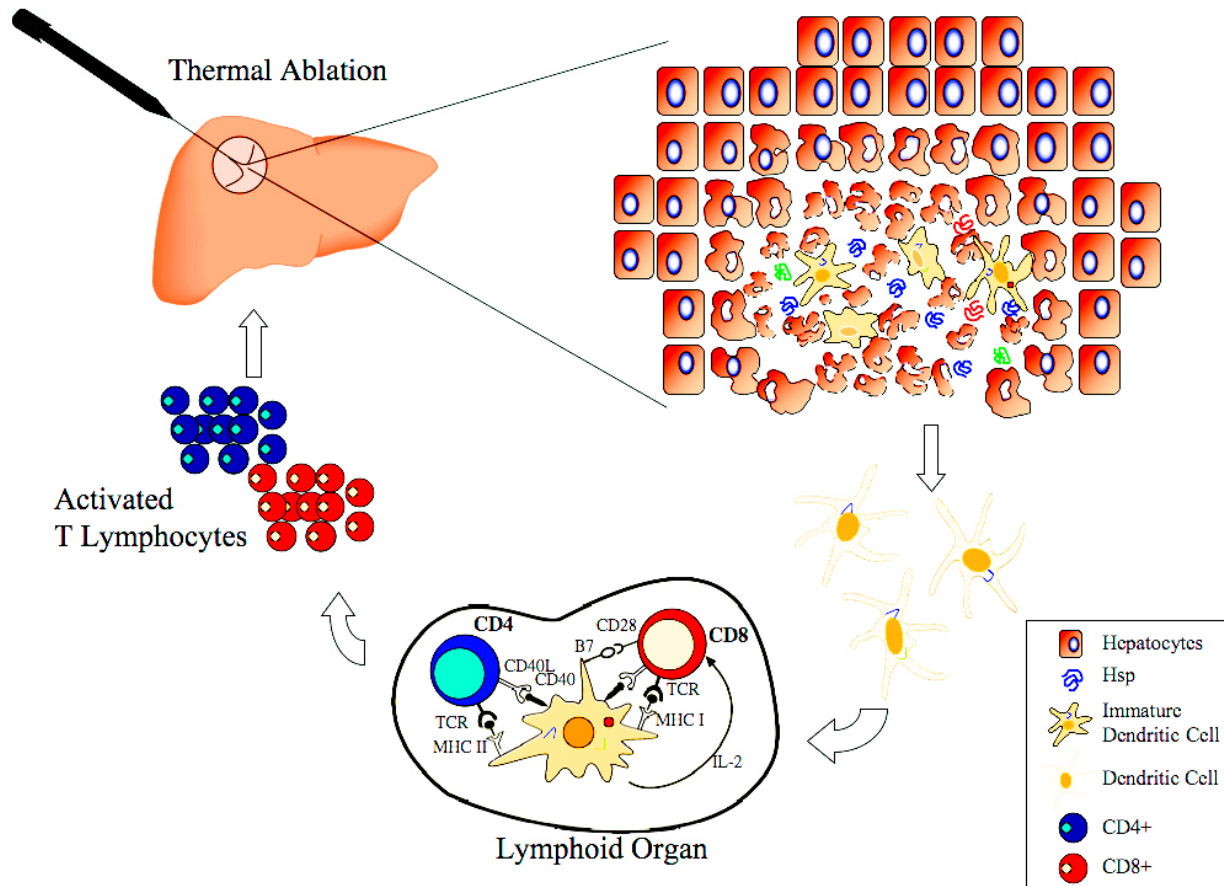 Thermal Ablation
Activated
T Lymphocytes
CD4
CD28
CD8
B7
CD40L
CD40
TCR
TCR
MHC II
MHC I
IL-2
Lymphoid Organ
Hepatocytes
Hsp
Immature
Dendritic Cell
Dendritic Cell
CD4+
CD8+